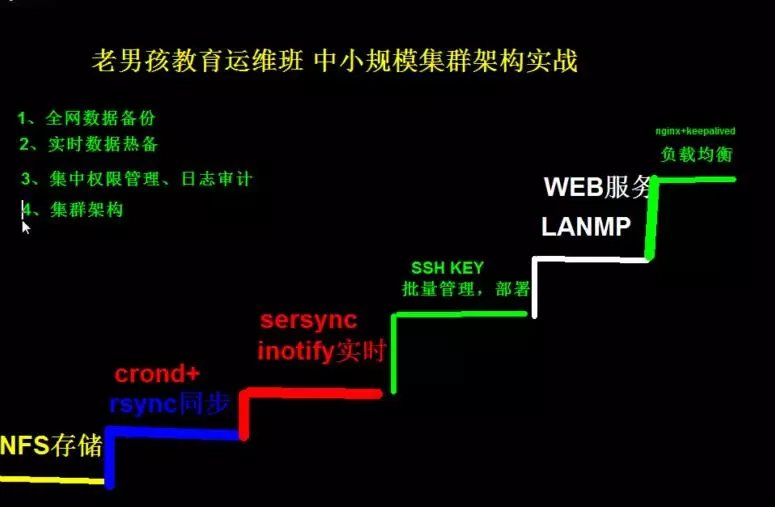 老男孩教育运维班 中小规模集群架构实战
1、全网数据备份
2、实时数据热备
3、集中权限管理、日志审计
4、集群架构
nginx+keepalived
负载均衡
WEB服务
LANMP
SSH KEY
批量管理，部署
sersync
inotify实时
crond+
rsync同步
NFS存储